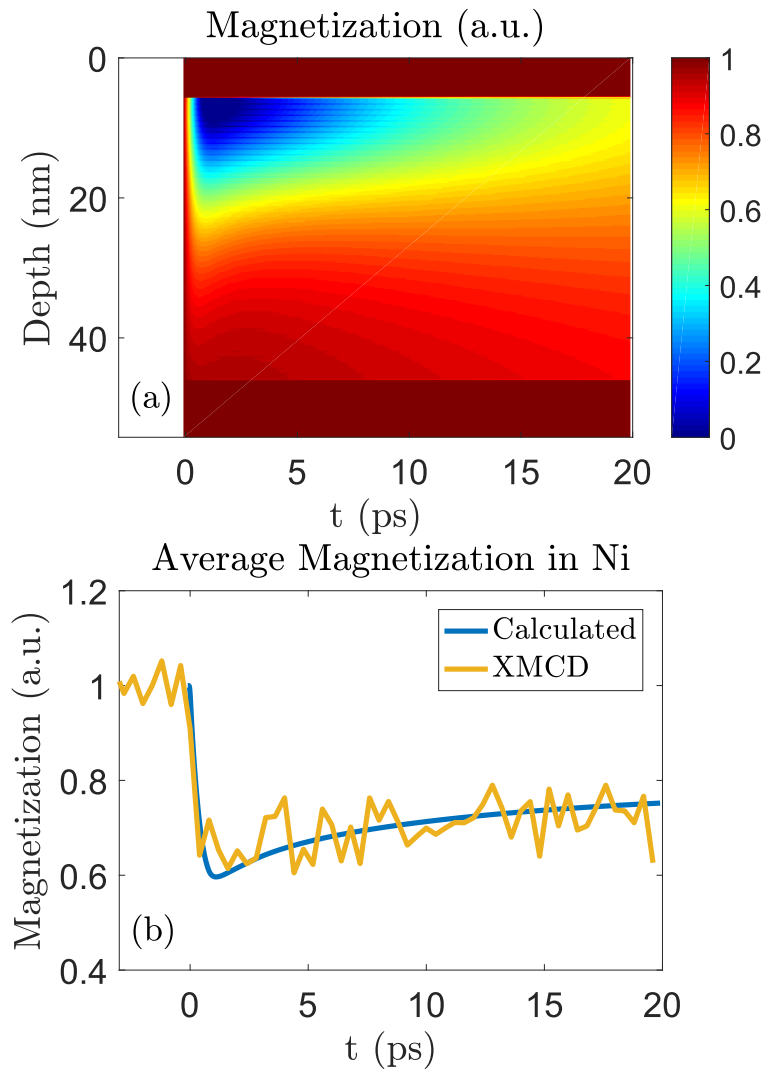 Magnetization (a.u.)
0
20
40
Depth (nm)
(a)
0 5 10 15 20
t (ps)
1
0.8
0.6
0.4
0.2
0
Average Magnetization in Ni
1.2
1
0.8
0.6
0.4
Magnetization (a.u.)
Calculated
XMCD
(b)
0 5 10 15 20
t (ps)